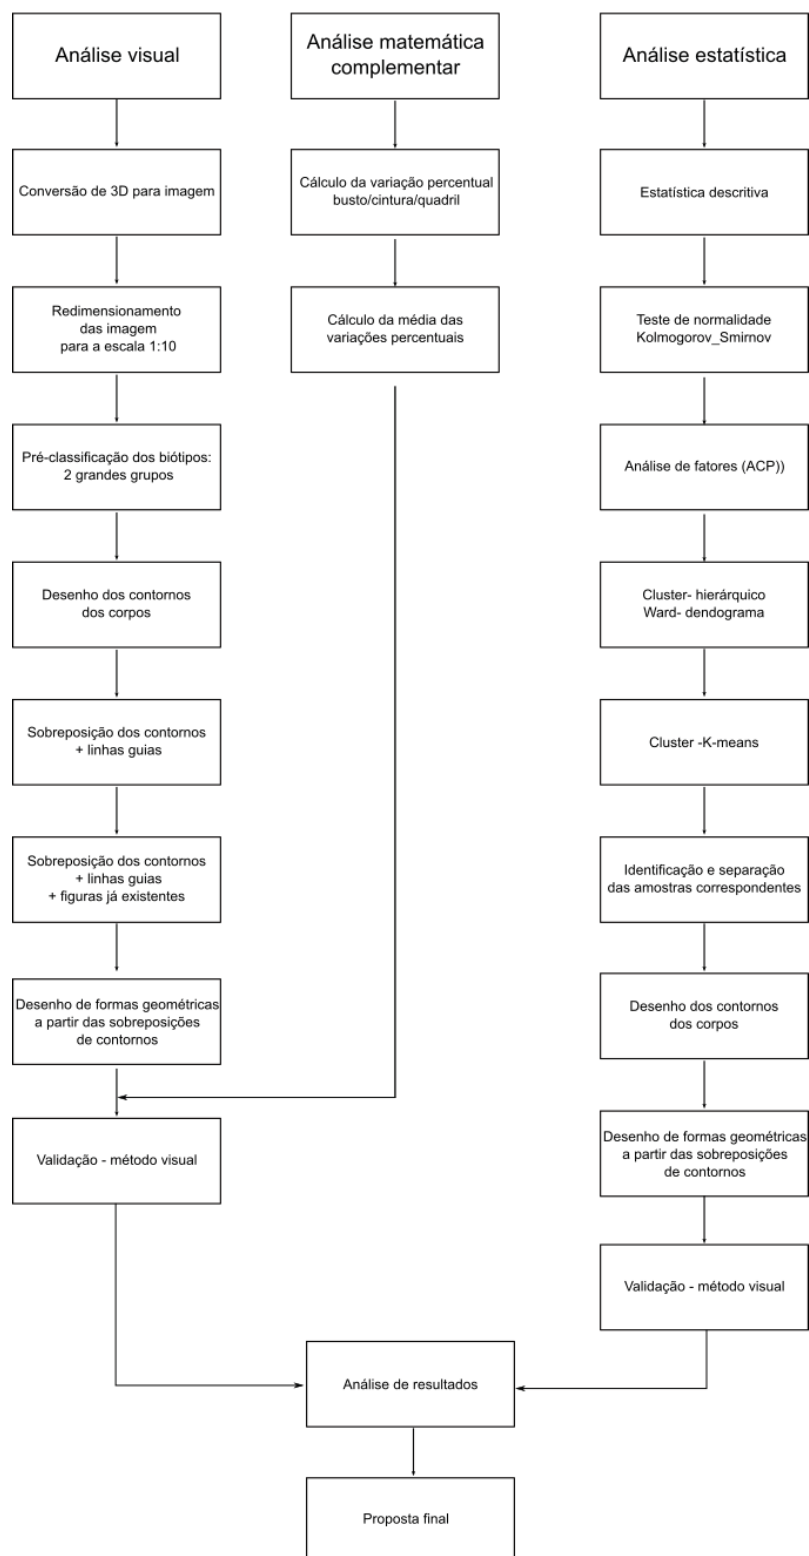 Análise visual
Conversão de 3D para imagem
Redimensionamento
das imagem
para a escala 1:10
Pré-classificação dos biótipos:
2 grandes grupos
Desenho dos contornos
dos corpos
Sobreposição dos contornos
+ linhas guias
Sobreposição dos contornos
+ linhas guias
+ figuras já existentes
Desenho de formas geométricas
a partir das sobreposições
de contornos
Validação - método visual
Análise matemática
complementar
Cálculo da variação percentual
busto/cintura/quadril
Cálculo da média das
variações percentuais
Análise estatística
Estatística descritiva
Teste de normalidade
Kolmogorov_Smirnov
Análise de fatores (ACP))
Cluster- hierárquico
Ward- dendograma
Cluster -K-means
Identificação e separação
das amostras correspondentes
Desenho dos contornos
dos corpos
Desenho de formas geométricas
a partir das sobreposições
de contornos
Validação - método visual
Análise de resultados
Proposta final